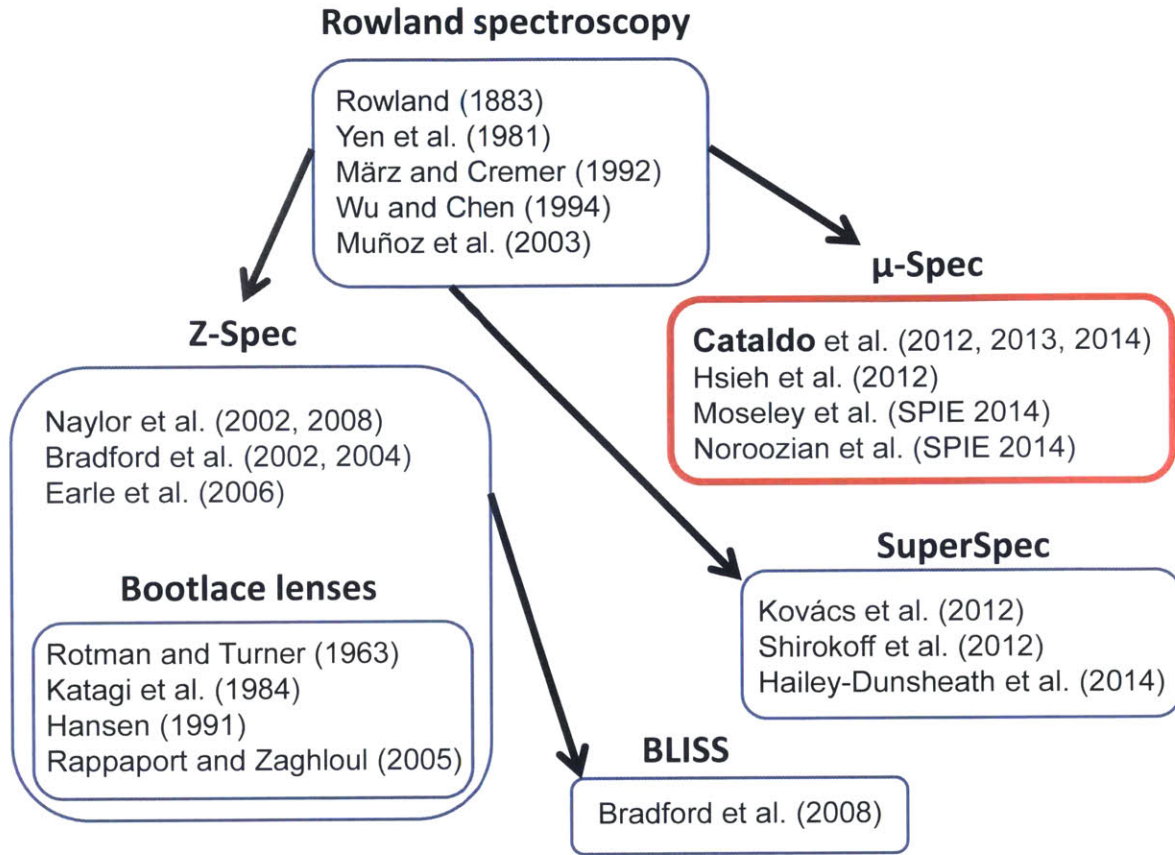 Rowland spectroscopy
Rowland (1883)
Yen et al. (1981)
März and Cremer (1992)
Wu and Chen (1994)
Muñoz et al. (2003)
Z-Spec
Naylor et al. (2002, 2008)
Bradford et al. (2002, 2004)
Earle et al. (2006)
Bootlace lenses
Rotman and Turner (1963)
Katagi et al. (1984)
Hansen (1991)
Rappaport and Zaghloul (2005)
µ-Spec
Cataldo et al. (2012, 2013, 2014)
Hsieh et al. (2012)
Moseley et al. (SPIE 2014)
Noroozian et al. (SPIE 2014)
SuperSpec
Kovács et al. (2012)
Shirokoff et al. (2012)
Hailey-Dunsheath et al. (2014)
BLISS
Bradford et al. (2008)